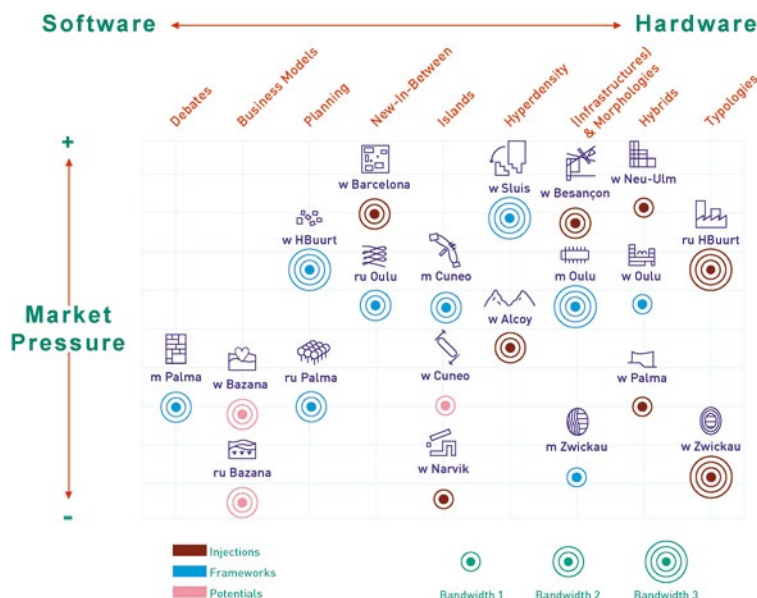 Software
Hardware
Debates
Business Models
Planning
New-In-Between
Islands
Hyperdensity
(Infrastructures)
& Morphologies
Hybrids
Typologies
+
Market
Pressure
-
w Barcelona
w Sluis
w Besançon
w Neu-Ulm
w HBuurt
ru Oulu
m Cuneo
m Oulu
w Oulu
ru HBuurt
w Alcoy
m Palma
w Bazana
ru Palma
w Cuneo
w Palma
ru Bazana
w Narvik
m Zwickau
w Zwickau
Injections
Frameworks
Potentials
Bandwidth 1
Bandwidth 2
Bandwidth 3